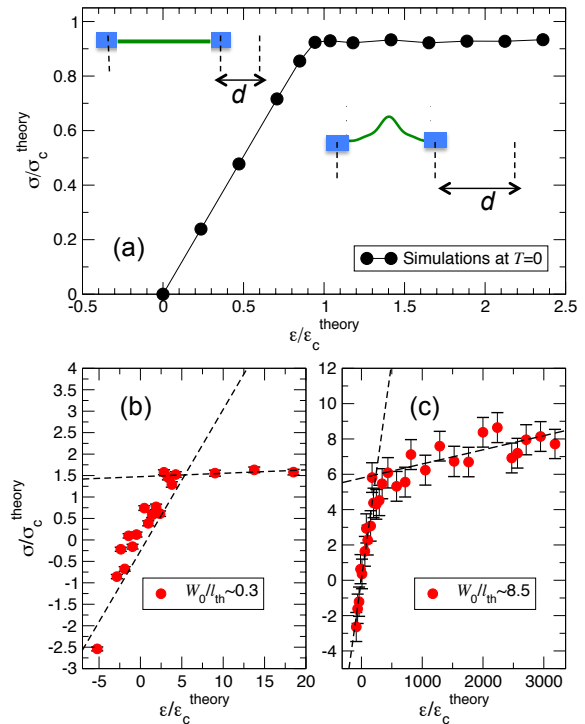 σ/σ_c^theory
1
0.8
0.6
0.4
0.2
0
d
d
(a)
Simulations at T=0
-0.5 0 0.5 1 1.5 2 2.5
ε/ε_c^theory
σ/σ_c^theory
4
3.5
3
2.5
2
1.5
1
0.5
0
-0.5
-1
-1.5
-2
-2.5
(b)
W_0/l_th~0.3
-5 0 5 10 15 20
ε/ε_c^theory
12
10
8
6
4
2
0
-2
-4
(c)
W_0/l_th~8.5
0 1000 2000 3000
ε/ε_c^theory